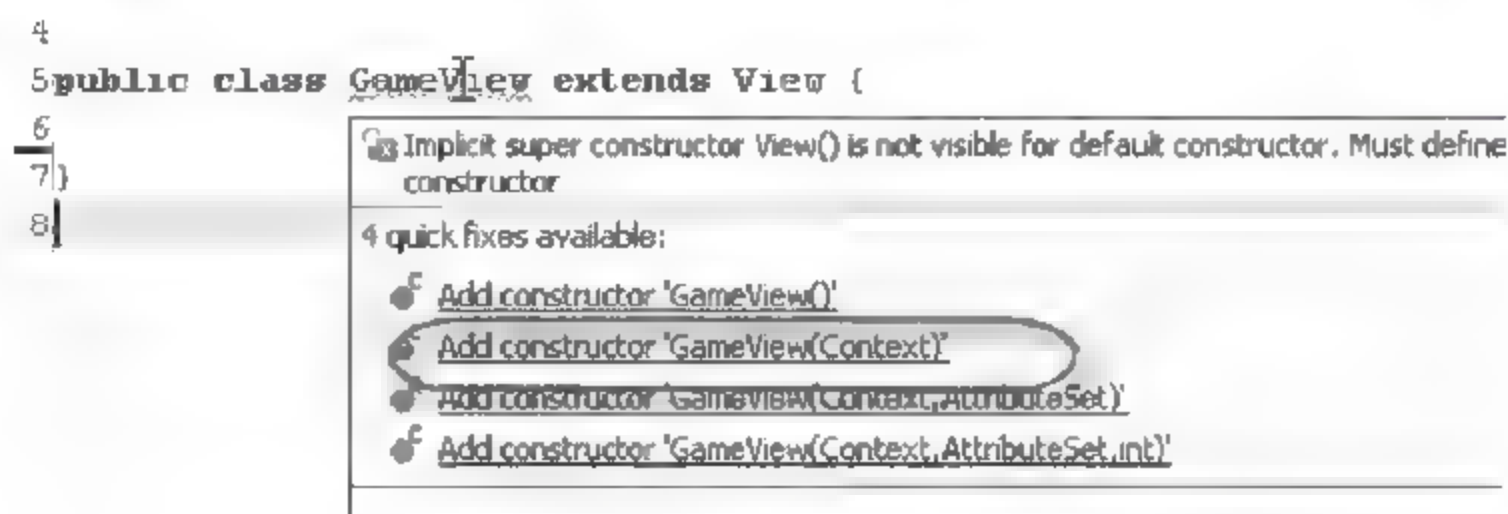 4
5public class GameView extends View {
6
Implicit super constructor View() is not visible for default constructor. Must define
7}
constructor
8
4 quick fixes available:
Add constructor 'GameView()'
Add constructor 'GameView(Context)'
Add constructor 'GameView(Context,AttributeSet)'
Add constructor 'GameView(Context,AttributeSet,int)'